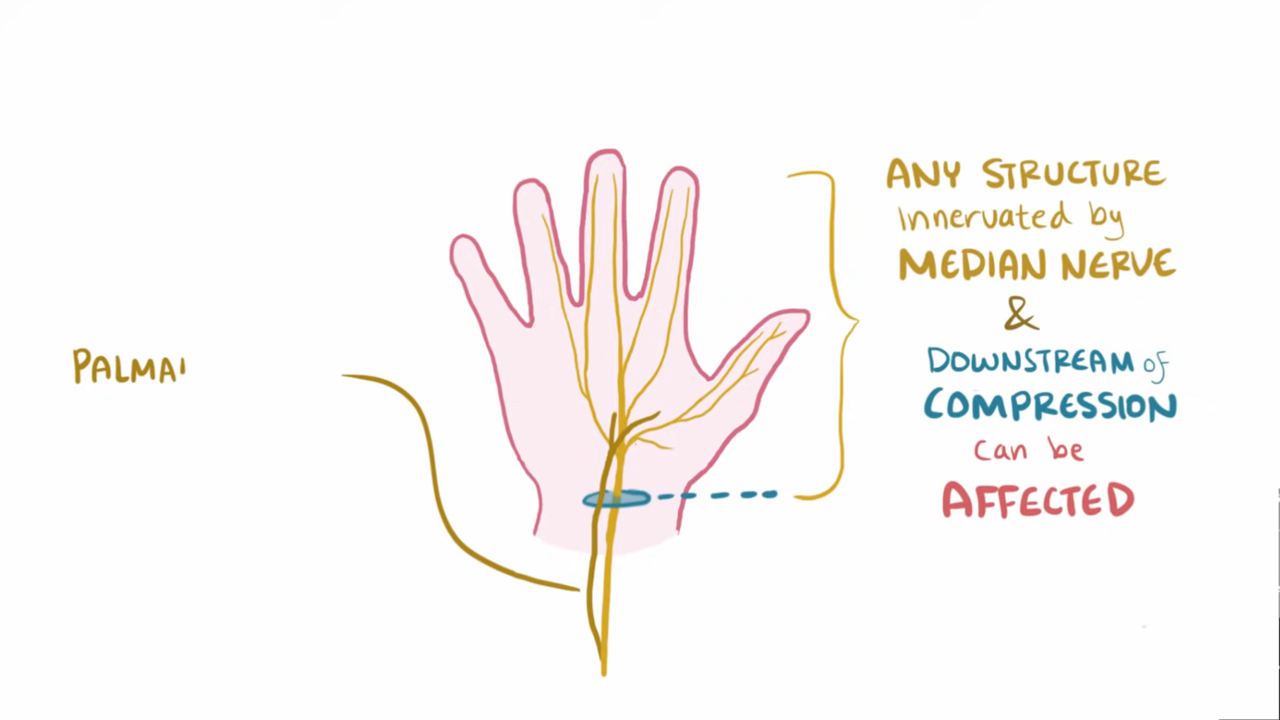 ANY STRUCTURE
innervated by
MEDIAN NERVE
&
DOWNSTREAM of
COMPRESSION
can be
AFFECTED
PALMA